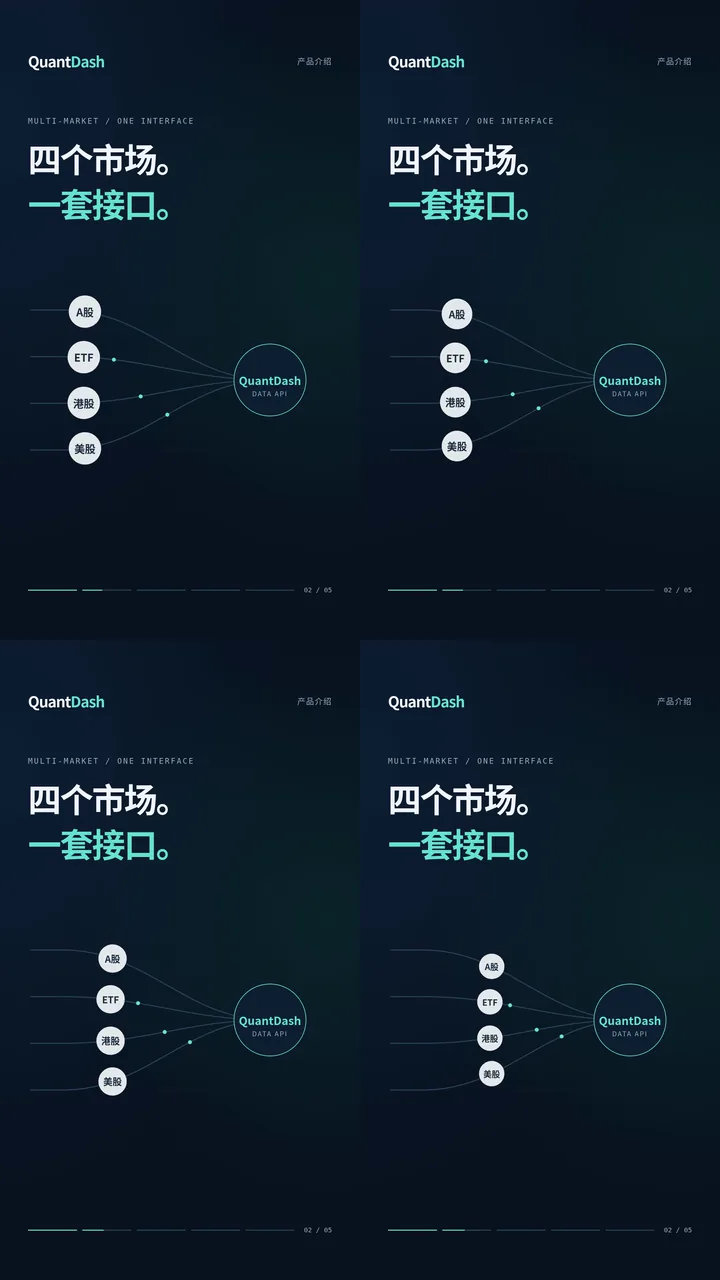 QuantDash
产品介绍
MULTI-MARKET / ONE INTERFACE
四个市场。
一套接口。
A股
ETF
港股
美股
QuantDash
DATA API
02 / 05
QuantDash
产品介绍
MULTI-MARKET / ONE INTERFACE
四个市场。
一套接口。
A股
ETF
港股
美股
QuantDash
DATA API
02 / 05
QuantDash
产品介绍
MULTI-MARKET / ONE INTERFACE
四个市场。
一套接口。
A股
ETF
港股
美股
QuantDash
DATA API
02 / 05
QuantDash
产品介绍
MULTI-MARKET / ONE INTERFACE
四个市场。
一套接口。
A股
ETF
港股
美股
QuantDash
DATA API
02 / 05